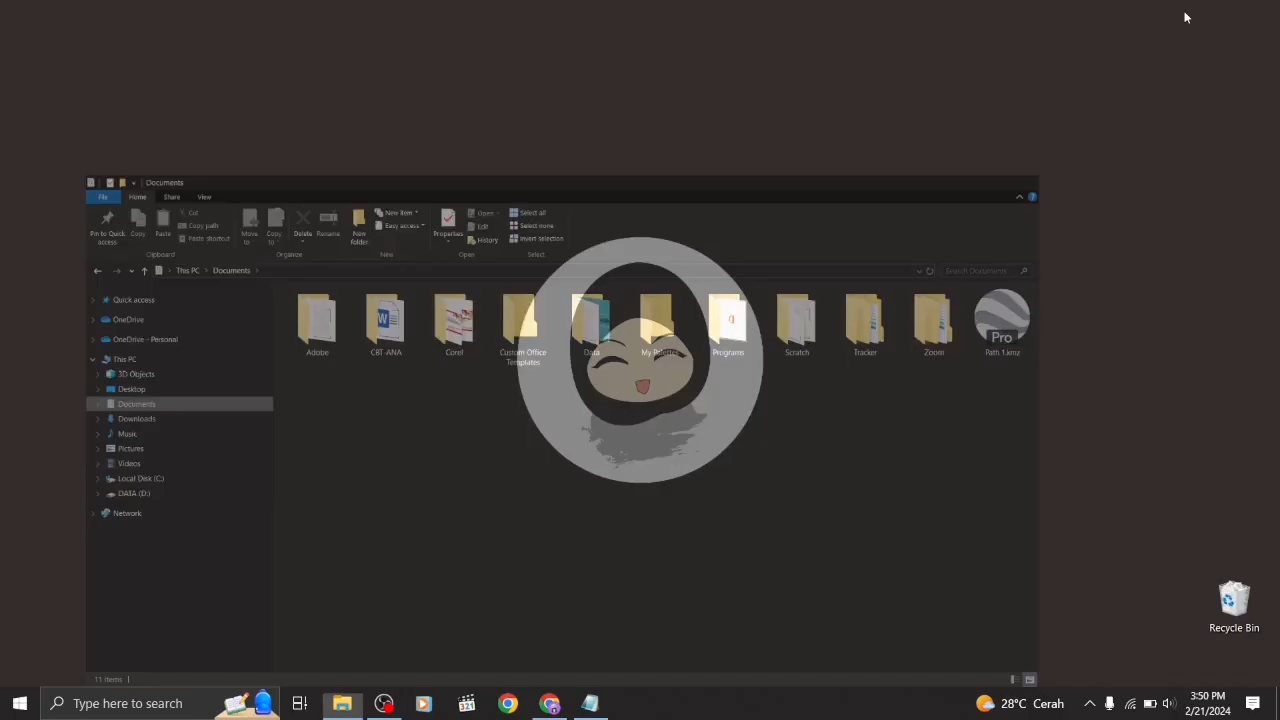 Documents
File Home Share View
Pin to Quick access
Copy
Paste
Cut
Copy path
Paste shortcut
Clipboard
Move to
Copy to
Delete
Rename
Organize
New folder
New item
Easy access
New
Properties
Open
Edit
History
Open
Select all
Select none
Invert selection
Select
This PC Documents
Search Documents
Quick access
OneDrive
OneDrive - Personal
This PC
3D Objects
Desktop
Documents
Downloads
Music
Pictures
Videos
Local Disk (C:)
DATA (D:)
Network
Adobe
CBT-ANA
Corel
Custom Office Templates
Data
My Palettes
Programs
Scratch
Tracker
Zoom
Pro
Path 1.kmz
11 items
Recycle Bin
Type here to search
321
28°C Cerah
3:50 PM
2/21/2024